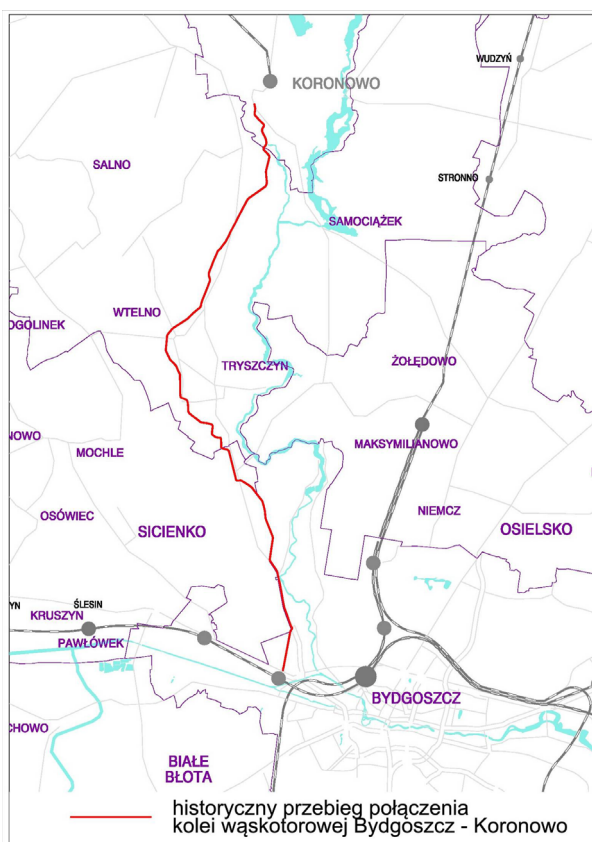 WUDZYŃ
KORONOWO
SALNO
STRONNO
SAMOCIĄŻEK
WTELNO
OGOLINEK
TRYSZCZYN
ŻOŁĘDOWO
NOWO
MAKSYMILIANOWO
MOCHLE
NIEMCZ
OSÓWIEC
SICIENKO
OSIELSKO
YN
ŚLESIN
KRUSZYN
PAWŁÓWEK
BYDGOSZCZ
CHOWO
BIAŁE
BŁOTA
historyczny przebieg połączenia
kolei wąskotorowej Bydgoszcz - Koronowo